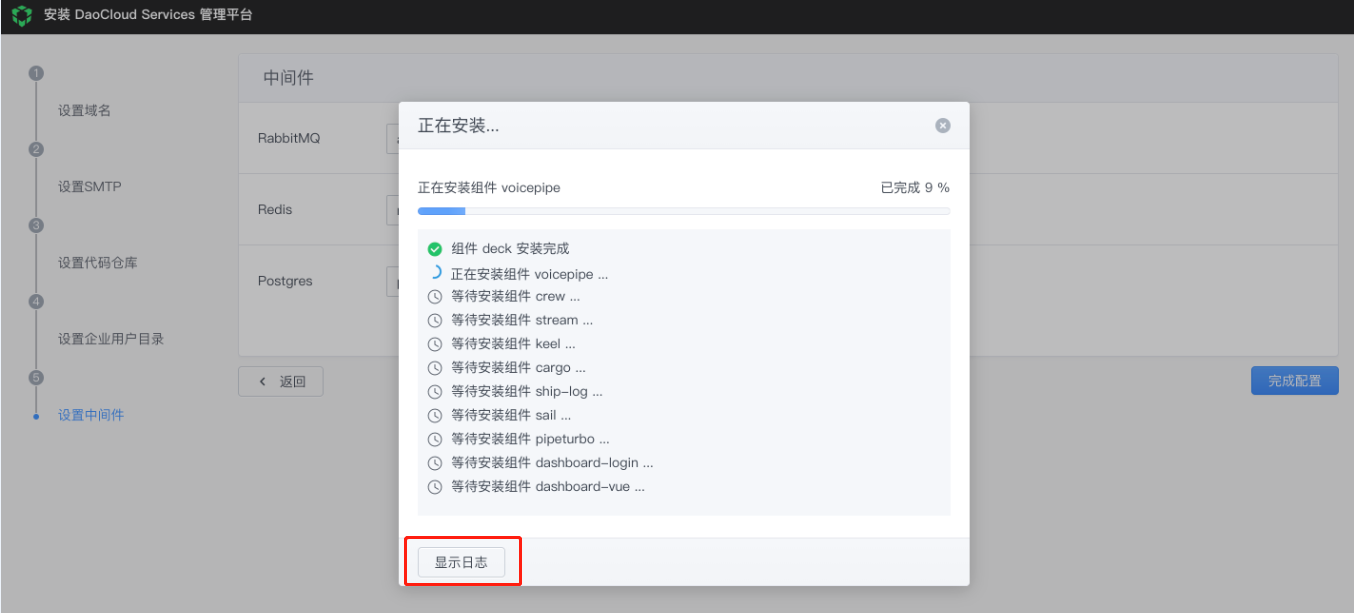 安装 DaoCloud Services 管理平台
1
设置域名
2
设置SMTP
3
设置代码仓库
4
设置企业用户目录
5
设置中间件
中间件
RabbitMQ
Redis
Postgres
返回
完成配置
正在安装...
正在安装组件 voicepipe
已完成 9 %
组件 deck 安装完成
正在安装组件 voicepipe ...
等待安装组件 crew ...
等待安装组件 stream ...
等待安装组件 keel ...
等待安装组件 cargo ...
等待安装组件 ship-log ...
等待安装组件 sail ...
等待安装组件 pipeturbo ...
等待安装组件 dashboard-login ...
等待安装组件 dashboard-vue ...
显示日志